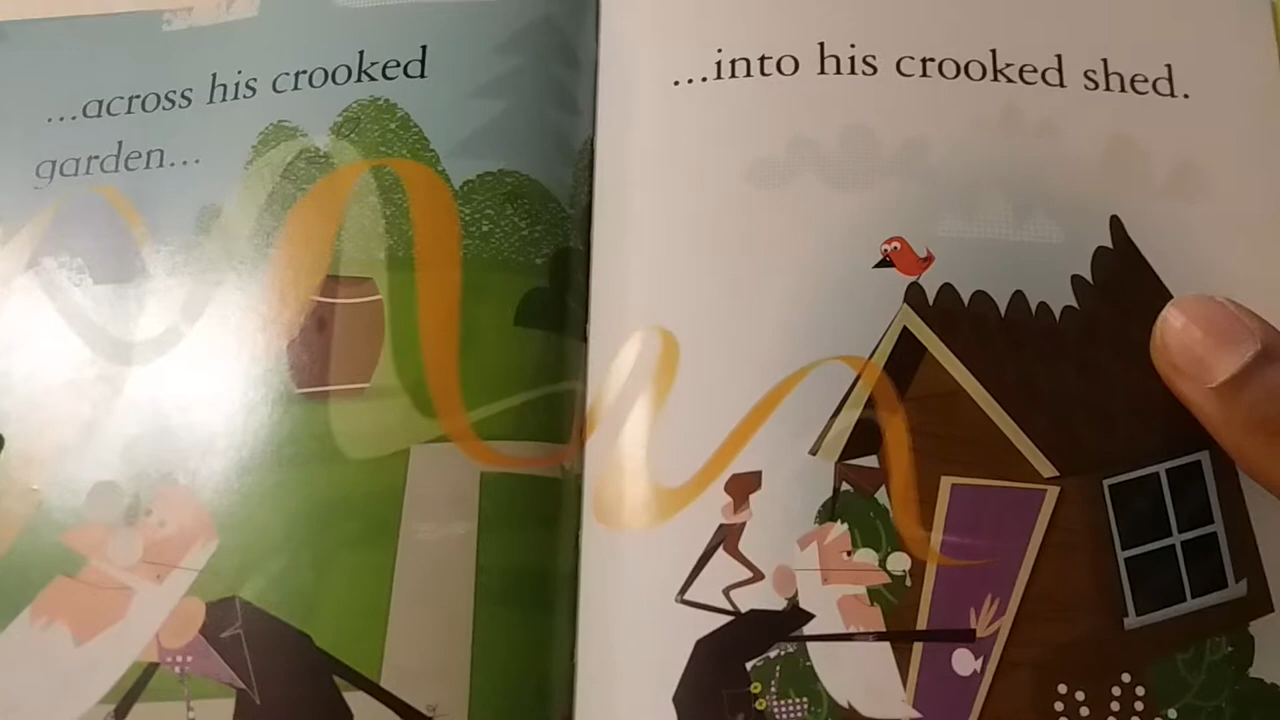 ...across his crooked
garden...
...into his crooked shed.